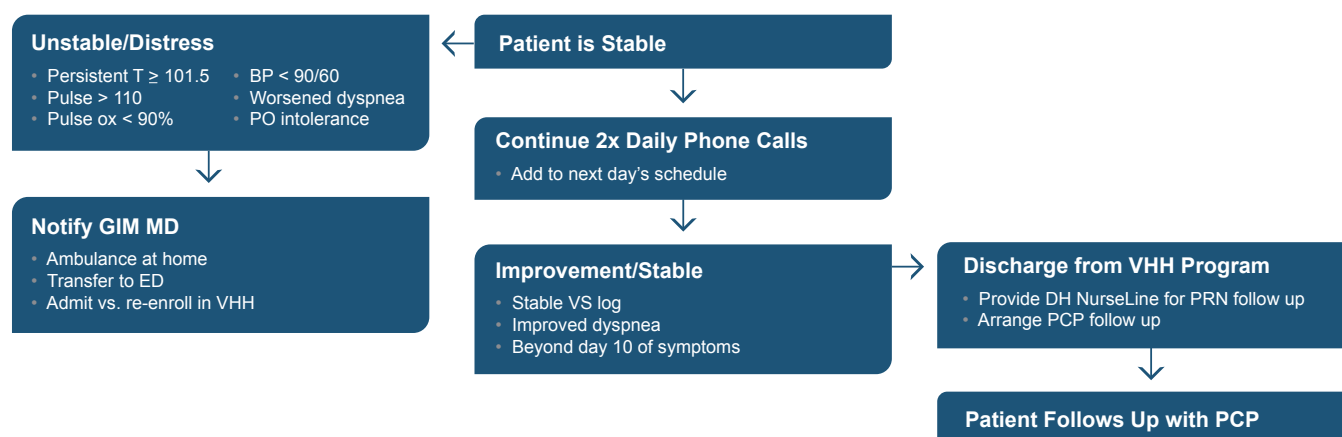 Unstable/Distress
• Persistent T ≥ 101.5
• Pulse > 110
• Pulse ox < 90%
• BP < 90/60
• Worsened dyspnea
• PO intolerance
Notify GIM MD
• Ambulance at home
• Transfer to ED
• Admit vs. re-enroll in VHH
Patient is Stable
Continue 2x Daily Phone Calls
• Add to next day’s schedule
Improvement/Stable
• Stable VS log
• Improved dyspnea
• Beyond day 10 of symptoms
Discharge from VHH Program
• Provide DH NurseLine for PRN follow up
• Arrange PCP follow up
Patient Follows Up with PCP